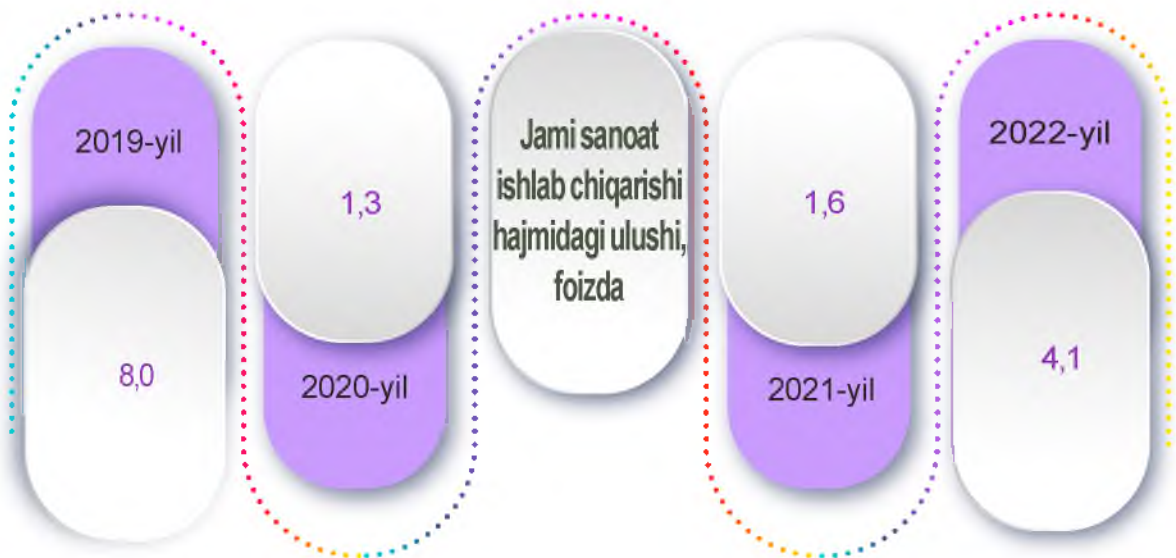 2019-yil
8,0
1,3
2020-yil
Jami sanoat
ishlab chiqarishi
hajmidagi ulushi,
foizda
1,6
2021-yil
2022-yil
4,1